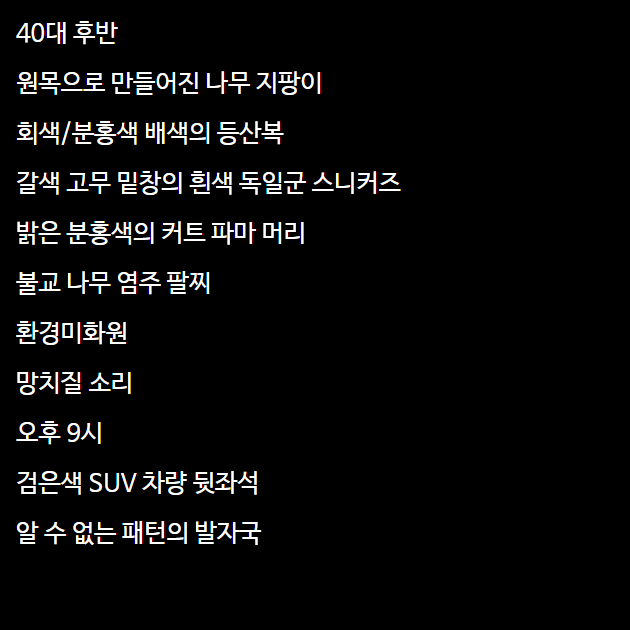 40대 후반
원목으로 만들어진 나무 지팡이
회색/분홍색 배색의 등산복
갈색 고무 밑창의 흰색 독일군 스니커즈
밝은 분홍색의 커트 파마 머리
불교 나무 염주 팔찌
환경미화원
망치질 소리
오후 9시
검은색 SUV 차량 뒷좌석
알 수 없는 패턴의 발자국